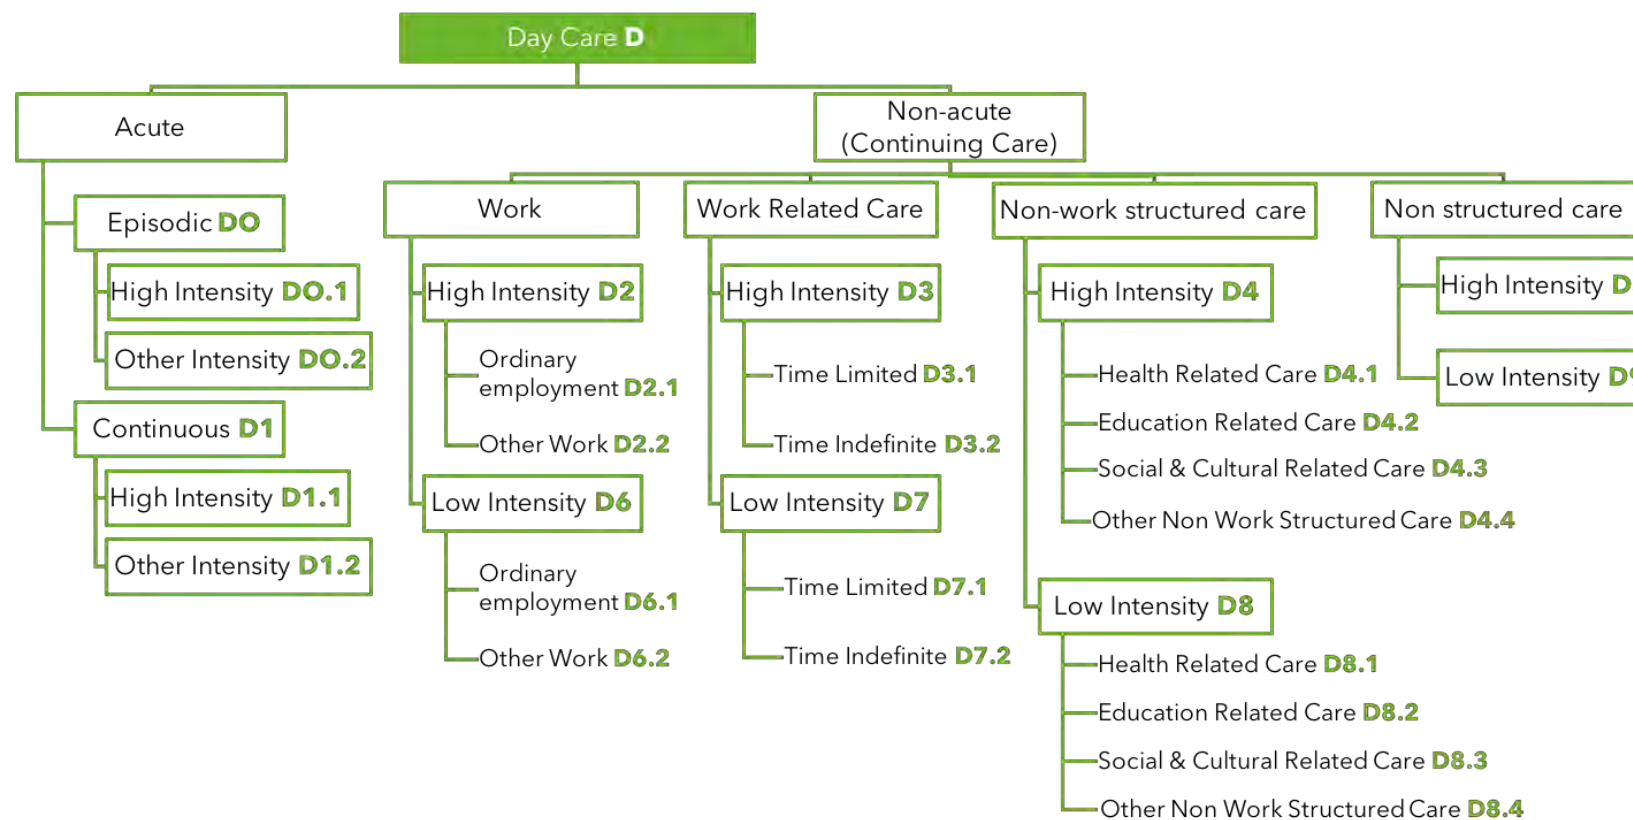 Day Care D
Acute
Non-acute
(Continuing Care)
Episodic DO
High Intensity DO.1
Other Intensity DO.2
Continuous D1
High Intensity D1.1
Other Intensity D1.2
Work
High Intensity D2
Ordinary
employment D2.1
Other Work D2.2
Low Intensity D6
Ordinary
employment D6.1
Other Work D6.2
Work Related Care
High Intensity D3
Time Limited D3.1
Time Indefinite D3.2
Low Intensity D7
Time Limited D7.1
Time Indefinite D7.2
Non-work structured care
High Intensity D4
Health Related Care D4.1
Education Related Care D4.2
Social & Cultural Related Care D4.3
Other Non Work Structured Care D4.4
Low Intensity D8
Health Related Care D8.1
Education Related Care D8.2
Social & Cultural Related Care D8.3
Other Non Work Structured Care D8.4
Non structured care
High Intensity
Low Intensity